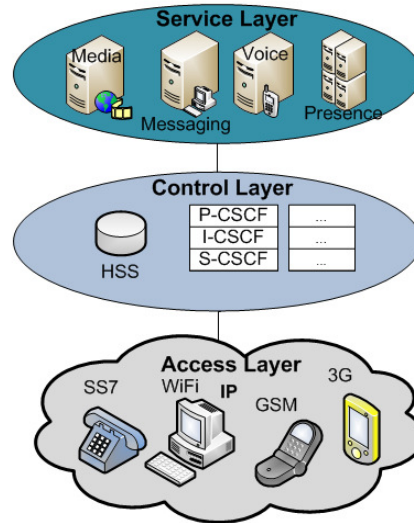 Service Layer
Media
Voice
Messaging
Presence
Control Layer
HSS
P-CSCF
I-CSCF
S-CSCF
...
...
...
Access Layer
SS7
WiFi
IP
GSM
3G